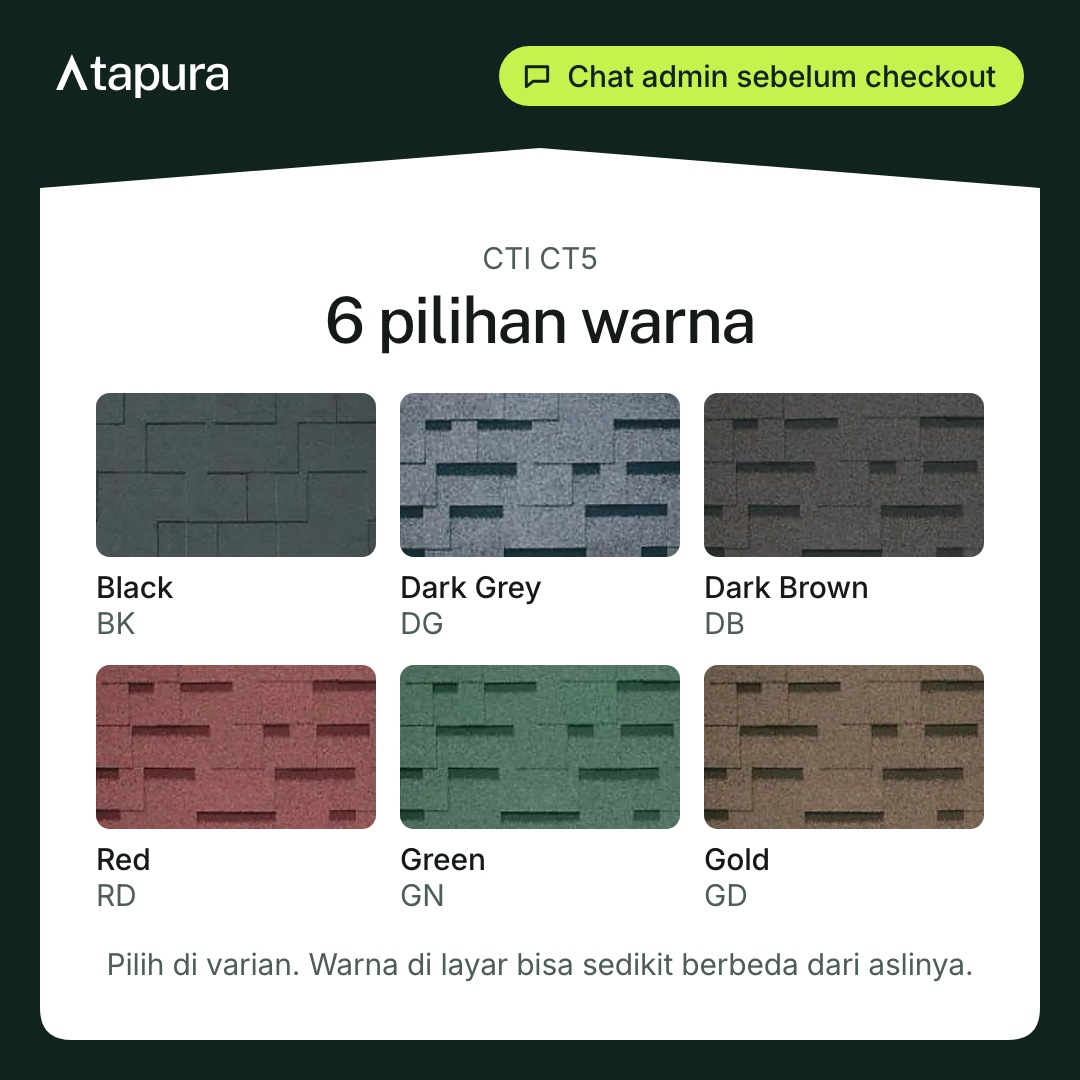 Atapura
Chat admin sebelum checkout
CTI CT5
6 pilihan warna
Black
BK
Dark Grey
DG
Dark Brown
DB
Red
RD
Green
GN
Gold
GD
Pilih di varian. Warna di layar bisa sedikit berbeda dari aslinya.